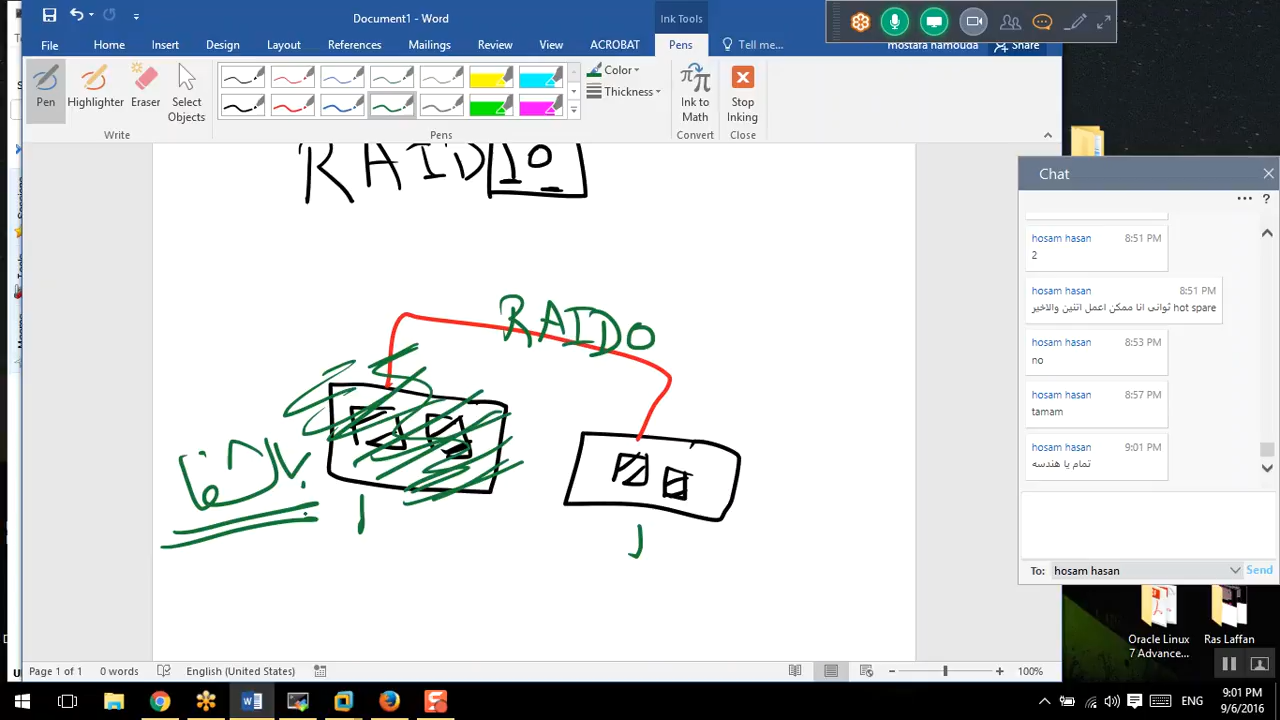 Document1 - Word
Ink Tools
File
Home
Insert
Design
Layout
References
Mailings
Review
View
ACROBAT
Pens
Tell me...
mostafa hamouda
Share
Pen
Highlighter
Eraser
Select Objects
Color
Thickness
Ink to Math
Stop Inking
Write
Pens
Convert
Close
RAID 10
RAID0
1
Chat
hosam hasan 8:51 PM
2
hosam hasan 8:51 PM
ثوانى انا ممكن اعمل اتنين والاخير hot spare
hosam hasan 8:53 PM
no
hosam hasan 8:57 PM
tamam
hosam hasan 9:01 PM
تمام يا هندسه
To: hosam hasan
Send
Oracle Linux
7 Advance...
Ras Laffan
Page 1 of 1
0 words
English (United States)
100%
ENG
9:01 PM
9/6/2016